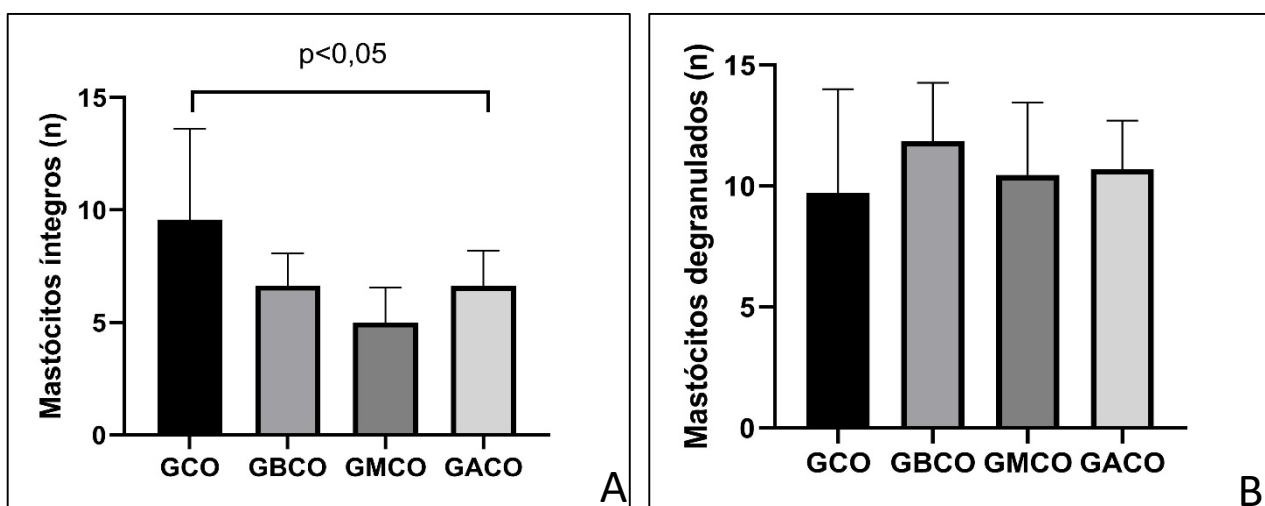 p<0,05
Mastócitos íntegros (n)
15
10
5
0
GCO GBCO GMCO GACO
A
Mastócitos degranulados (n)
15
10
5
0
GCO GBCO GMCO GACO
B